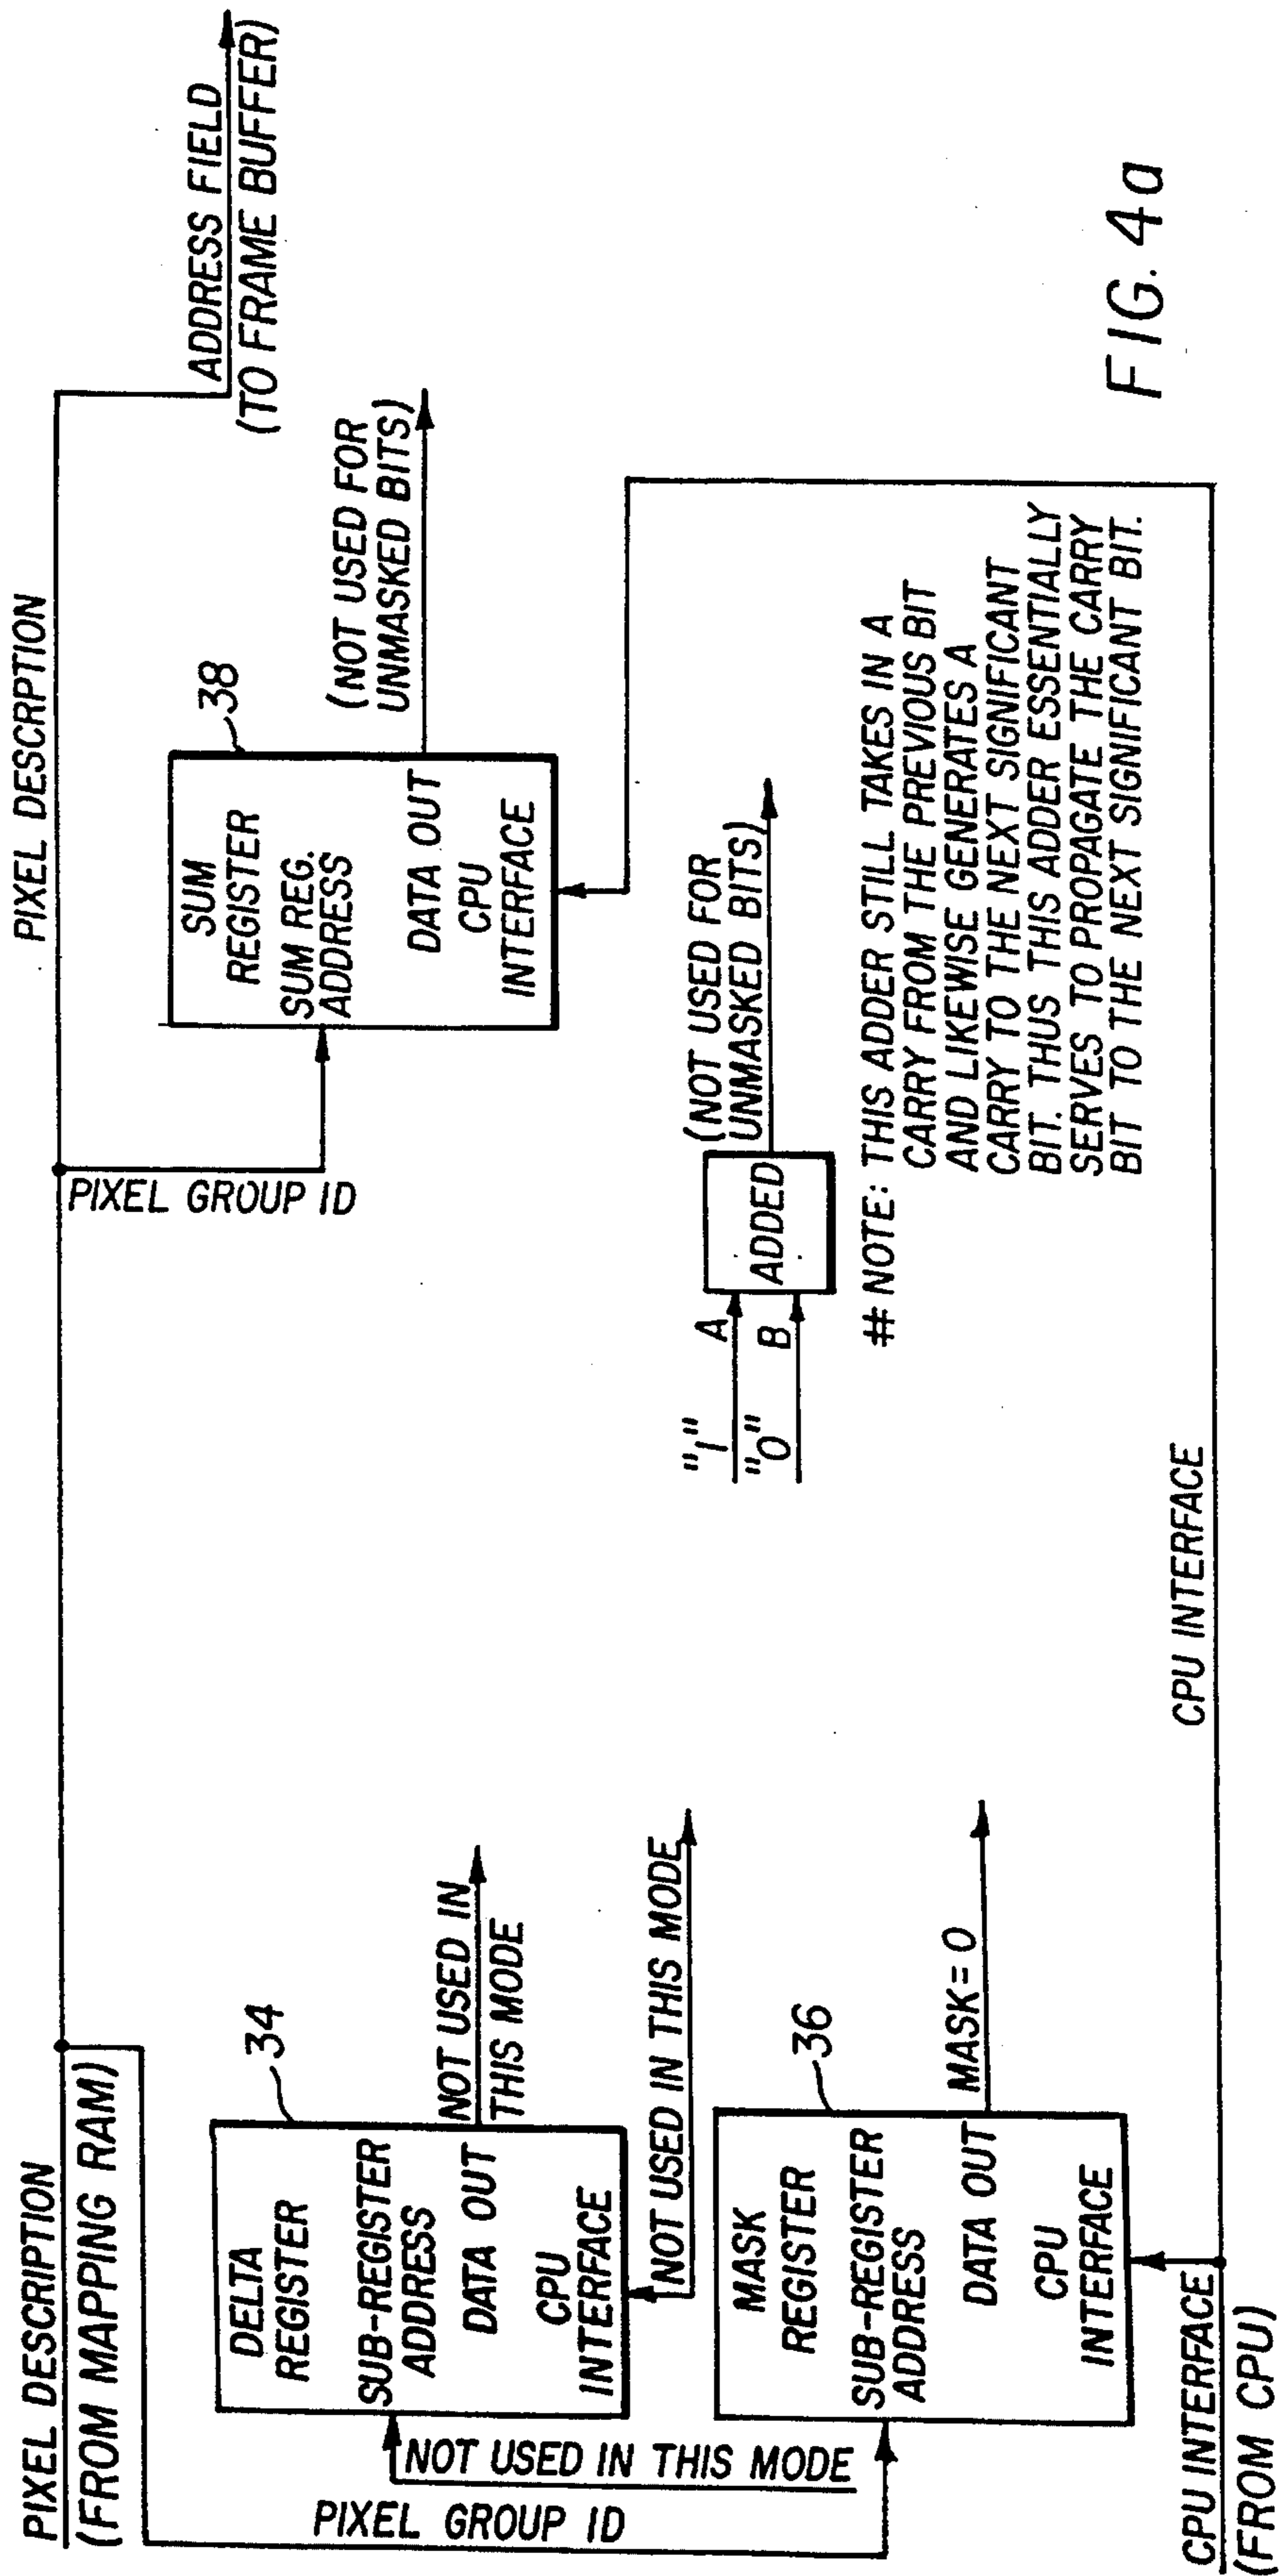 PIXEL DESCRIPTION
(FROM MAPPING RAM)
PIXEL DESCRPTION
PIXEL GROUP ID
NOT USED IN THIS MODE
DELTA
REGISTER
SUB-REGISTER
ADDRESS
DATA OUT
CPU
INTERFACE
34
NOT USED IN
THIS MODE
NOT USED IN THIS MODE
MASK
REGISTER
SUB-REGISTER
ADDRESS
DATA OUT
CPU
INTERFACE
36
MASK=0
CPU INTERFACE
(FROM CPU)
CPU INTERFACE
PIXEL GROUP ID
SUM
REGISTER
SUM REG.
ADDRESS
DATA OUT
CPU
INTERFACE
38
(NOT USED FOR
UNMASKED BITS)
ADDRESS FIELD
(TO FRAME BUFFER)
"1"
A
"0"
B
ADDED
(NOT USED FOR
UNMASKED BITS)
# NOTE: THIS ADDER STILL TAKES IN A
CARRY FROM THE PREVIOUS BIT
AND LIKEWISE GENERATES A
CARRY TO THE NEXT SIGNIFICANT
BIT. THUS THIS ADDER ESSENTIALLY
SERVES TO PROPAGATE THE CARRY
BIT TO THE NEXT SIGNIFICANT BIT.
FIG. 4a